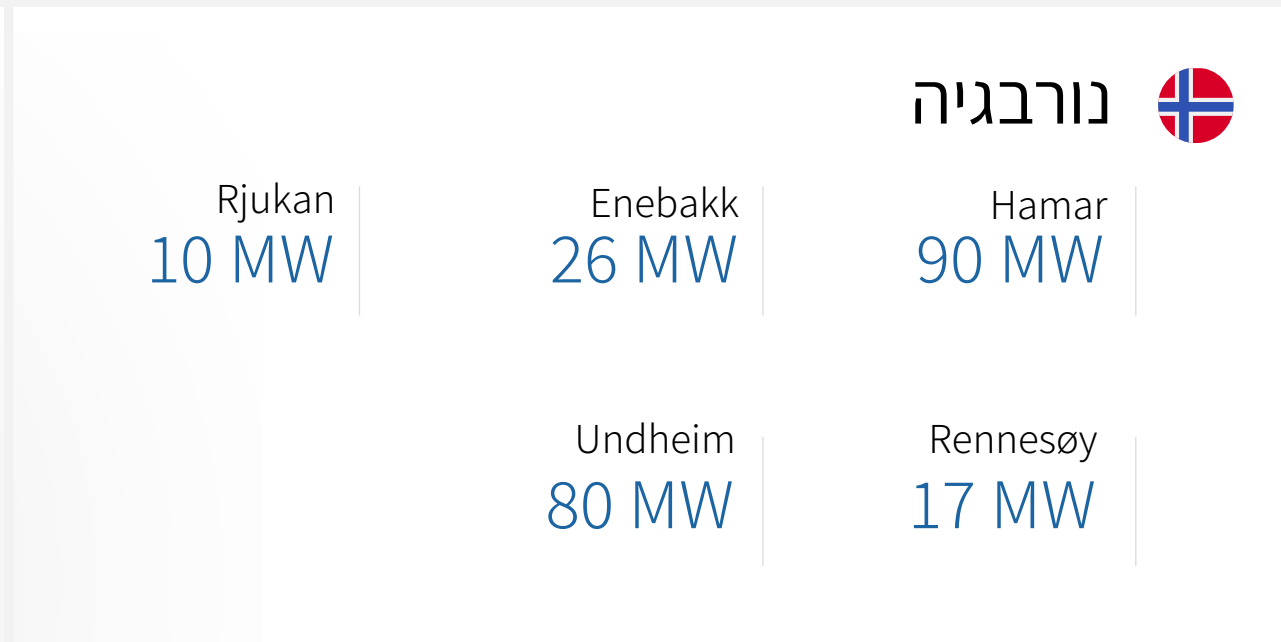 נורבגיה
Hamar
90 MW
Enebakk
26 MW
Rjukan
10 MW
Rennesøy
17 MW
Undheim
80 MW